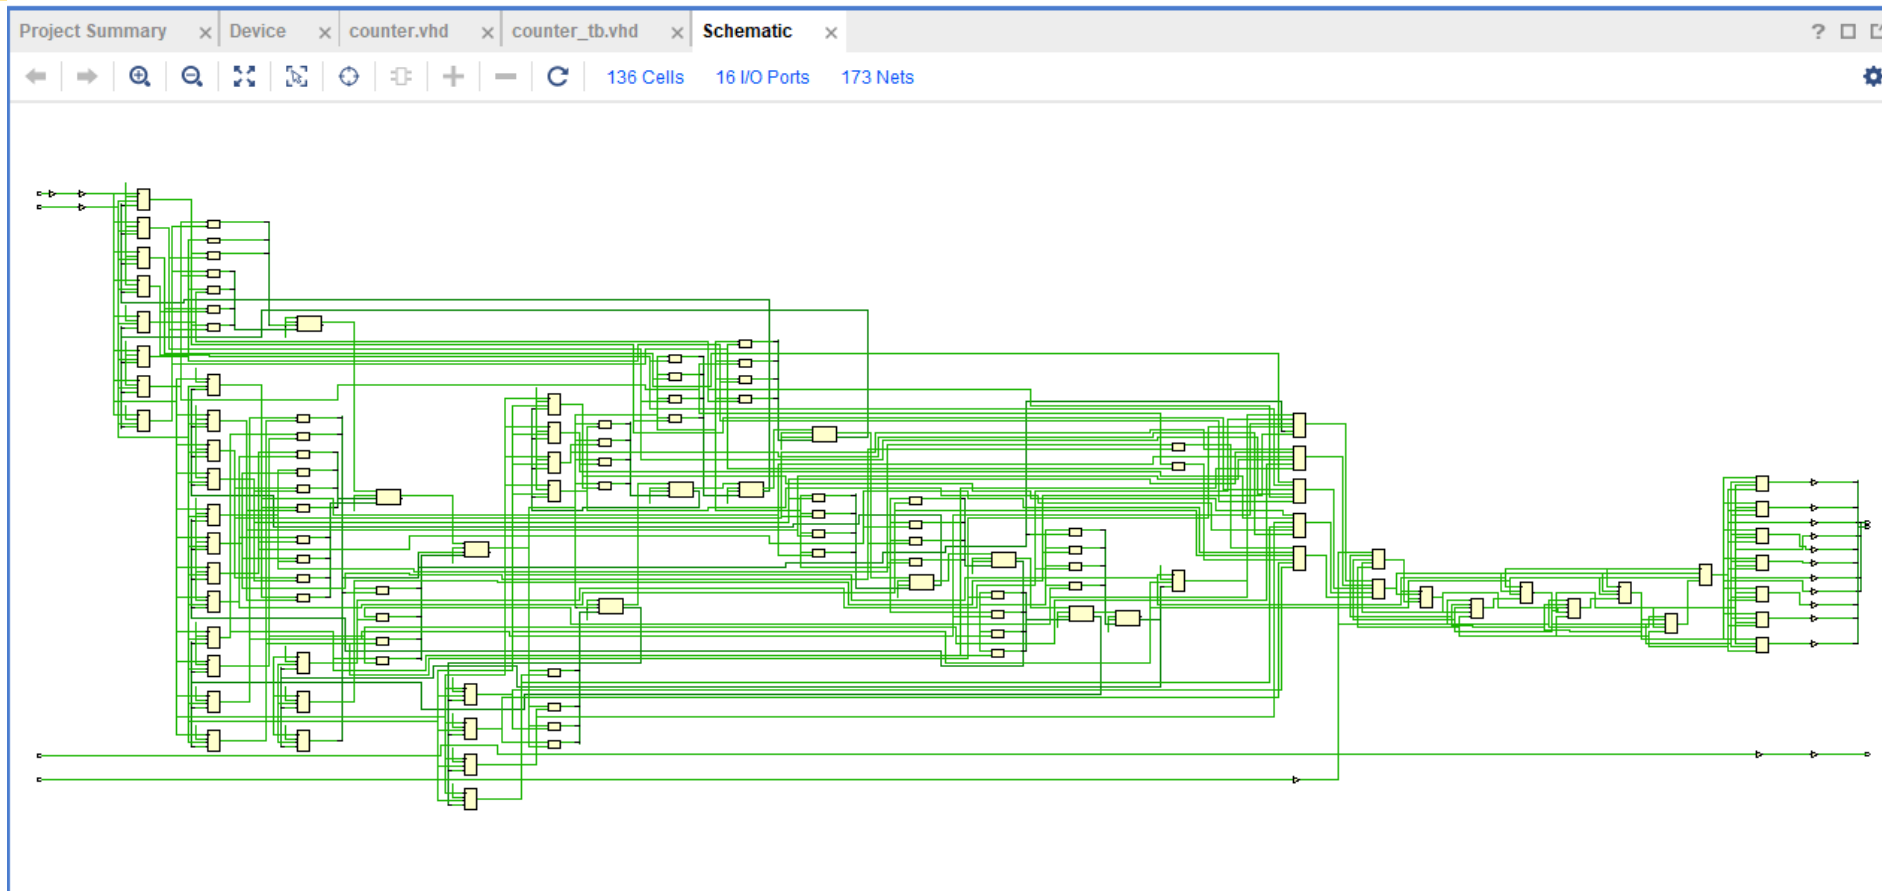 Project Summary × Device × counter.vhd × counter_tb.vhd × Schematic × ?
136 Cells 16 I/O Ports 173 Nets